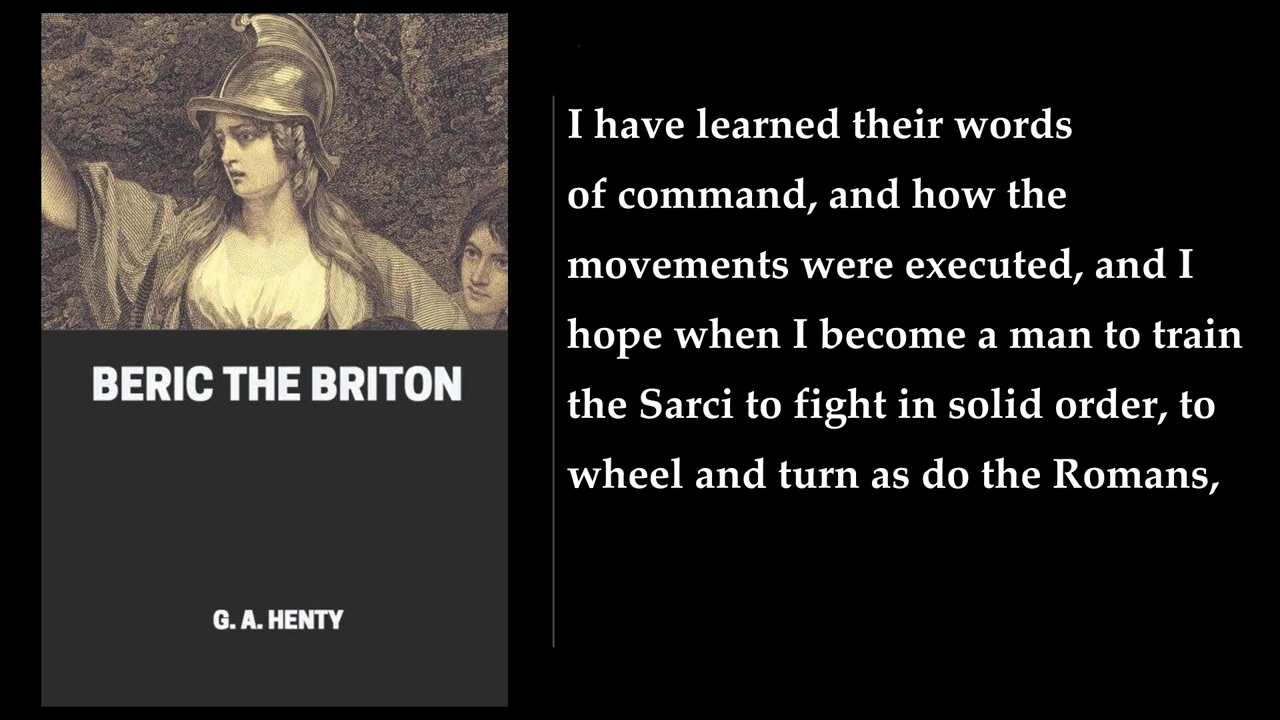 BERIC THE BRITON
G. A. HENTY
I have learned their words
of command, and how the
movements were executed, and I
hope when I become a man to train
the Sarci to fight in solid order, to
wheel and turn as do the Romans,